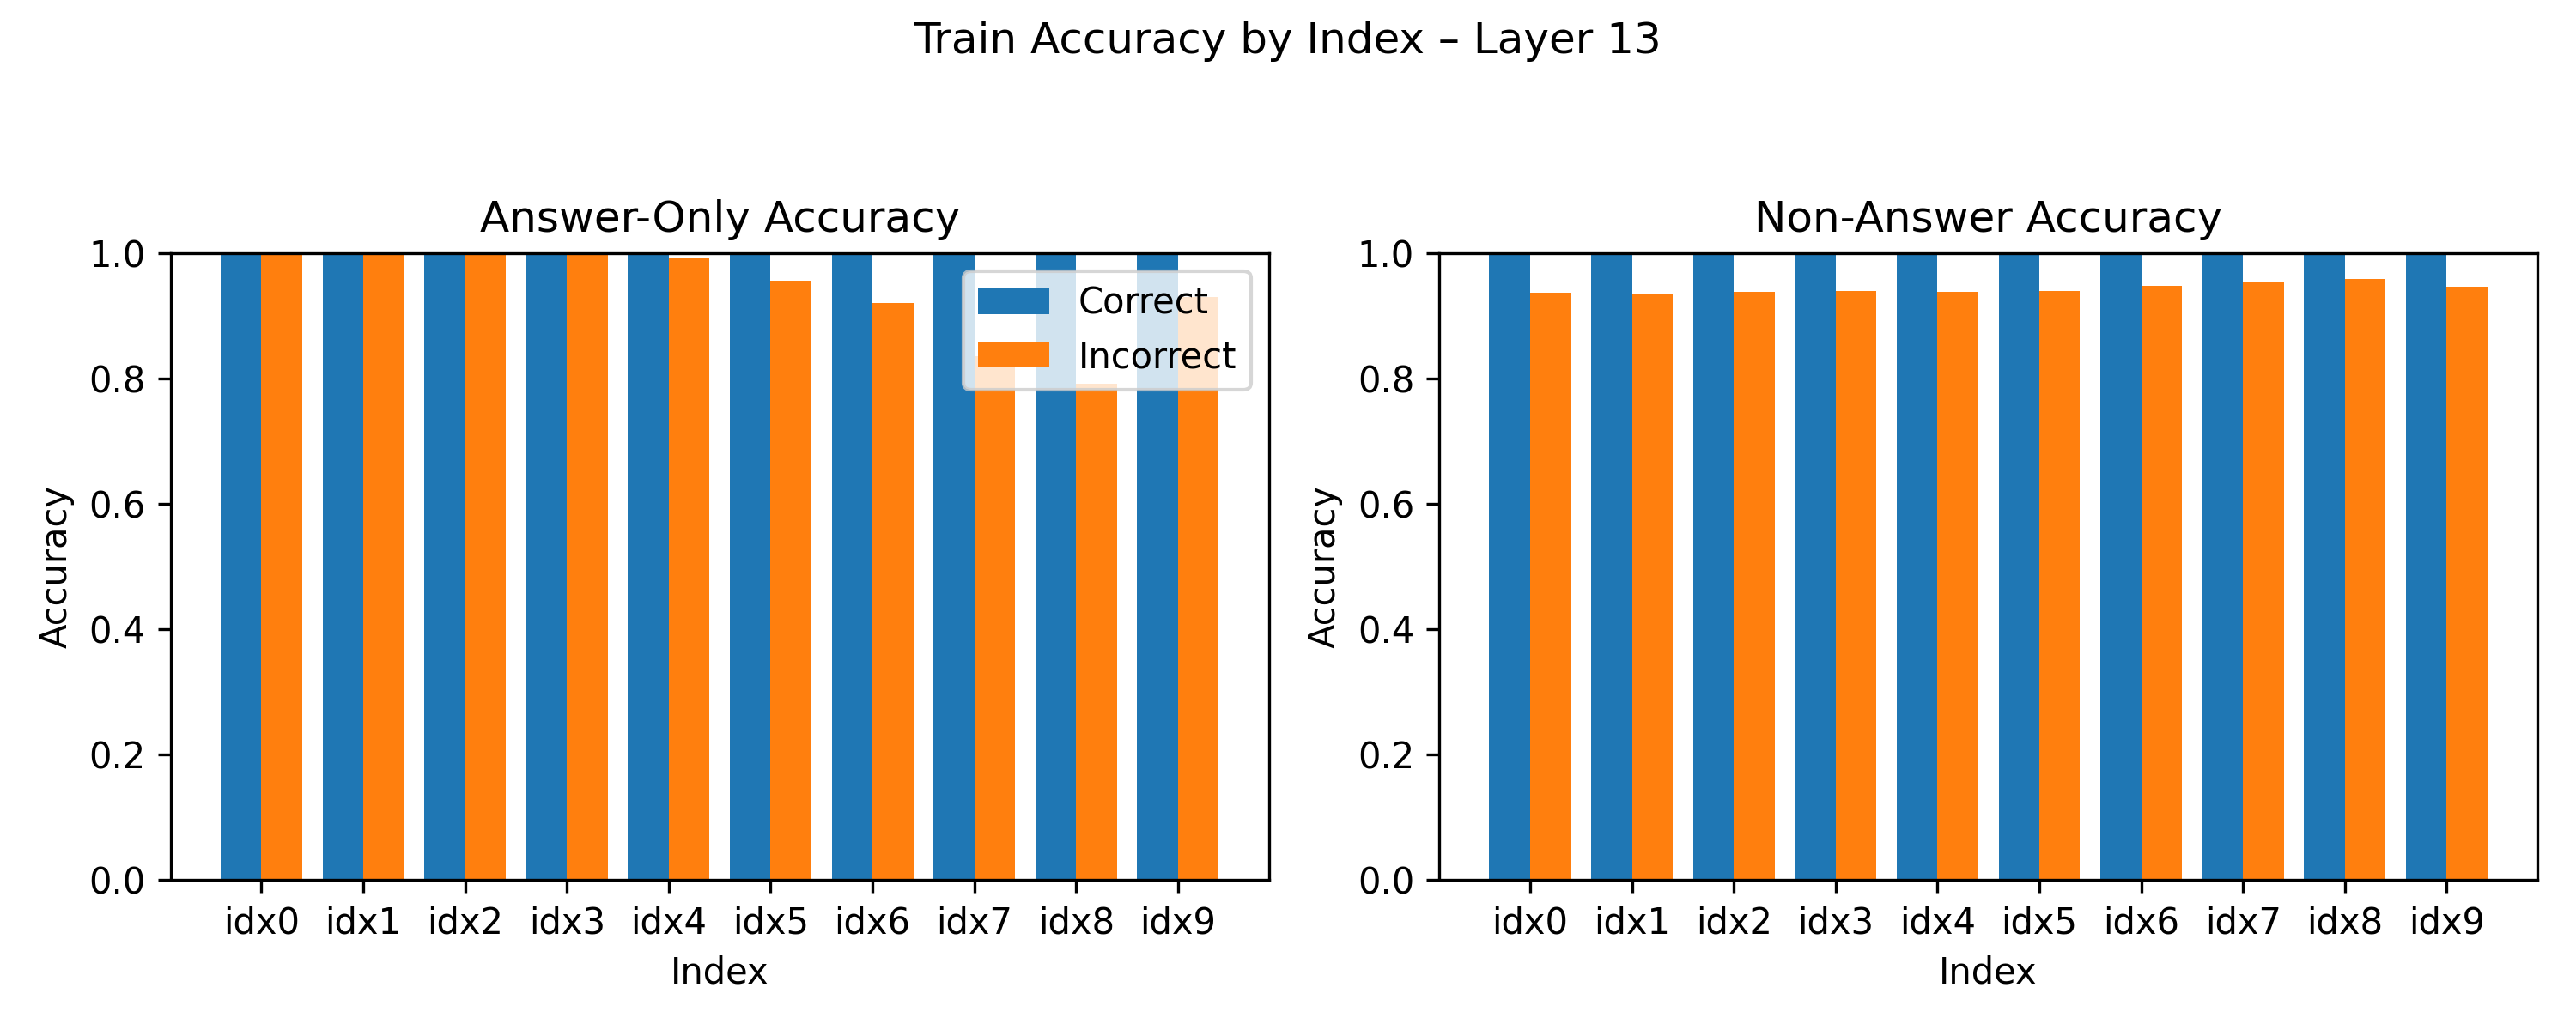 Train Accuracy by Index – Layer 13
Answer-Only Accuracy
1.0
0.8
0.6
0.4
0.2
0.0
Accuracy
Correct
Incorrect
idx0 idx1 idx2 idx3 idx4 idx5 idx6 idx7 idx8 idx9
Index
Non-Answer Accuracy
1.0
0.8
0.6
0.4
0.2
0.0
Accuracy
idx0 idx1 idx2 idx3 idx4 idx5 idx6 idx7 idx8 idx9
Index